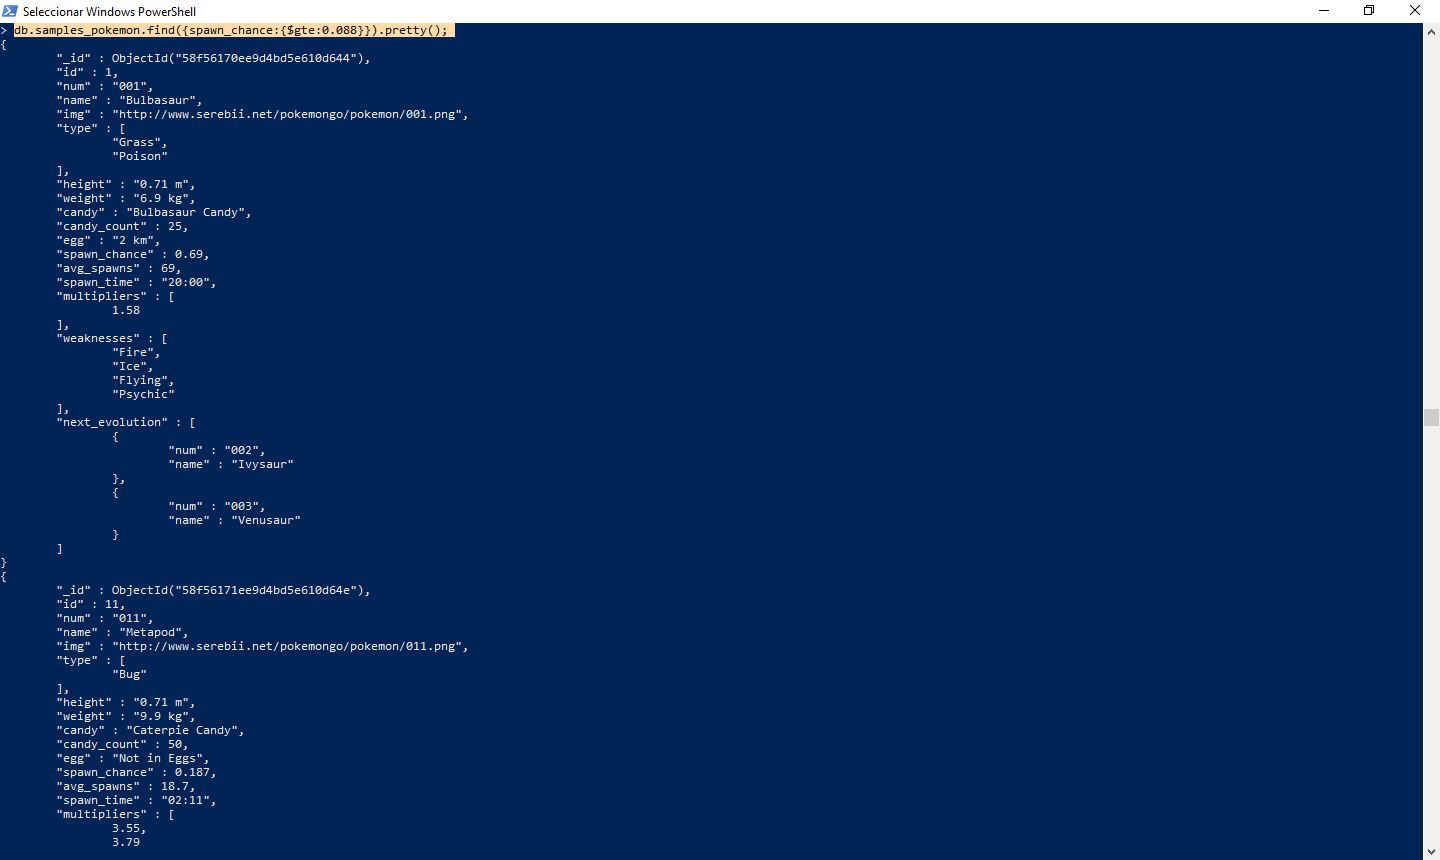 Seleccionar Windows PowerShell
> db.samples_pokemon.find({spawn_chance:{$gte:0.088}}).pretty();
{
        "_id" : ObjectId("58f56170ee9d4bd5e610d644"),
        "id" : 1,
        "num" : "001",
        "name" : "Bulbasaur",
        "img" : "http://www.serebii.net/pokemongo/pokemon/001.png",
        "type" : [
                "Grass",
                "Poison"
        ],
        "height" : "0.71 m",
        "weight" : "6.9 kg",
        "candy" : "Bulbasaur Candy",
        "candy_count" : 25,
        "egg" : "2 km",
        "spawn_chance" : 0.69,
        "avg_spawns" : 69,
        "spawn_time" : "20:00",
        "multipliers" : [
                1.58
        ],
        "weaknesses" : [
                "Fire",
                "Ice",
                "Flying",
                "Psychic"
        ],
        "next_evolution" : [
                {
                        "num" : "002",
                        "name" : "Ivysaur"
                },
                {
                        "num" : "003",
                        "name" : "Venusaur"
                }
        ]
}
{
        "_id" : ObjectId("58f56171ee9d4bd5e610d64e"),
        "id" : 11,
        "num" : "011",
        "name" : "Metapod",
        "img" : "http://www.serebii.net/pokemongo/pokemon/011.png",
        "type" : [
                "Bug"
        ],
        "height" : "0.71 m",
        "weight" : "9.9 kg",
        "candy" : "Caterpie Candy",
        "candy_count" : 50,
        "egg" : "Not in Eggs",
        "spawn_chance" : 0.187,
        "avg_spawns" : 18.7,
        "spawn_time" : "02:11",
        "multipliers" : [
                3.55,
                3.79